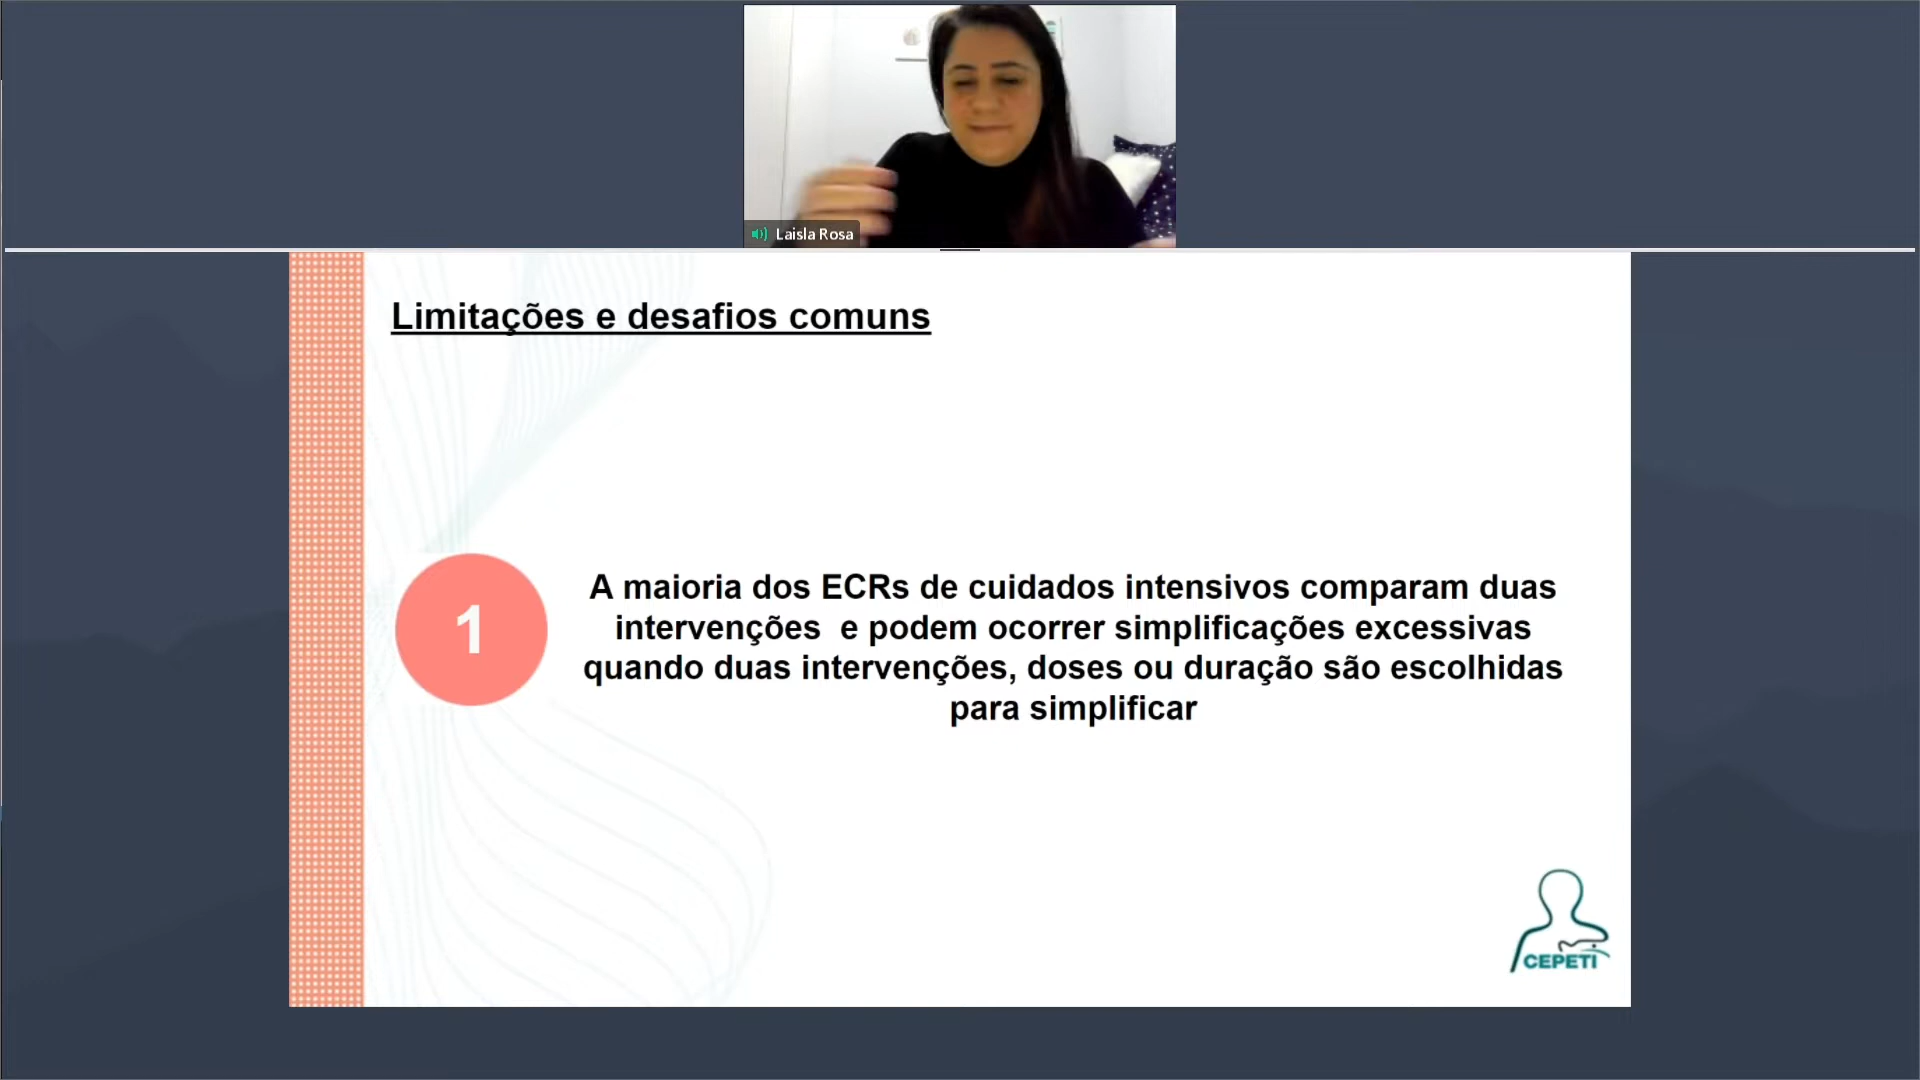 Laisla Rosa
Limitações e desafios comuns
1
A maioria dos ECRs de cuidados intensivos comparam duas
intervenções e podem ocorrer simplificações excessivas
quando duas intervenções, doses ou duração são escolhidas
para simplificar
CEPETI